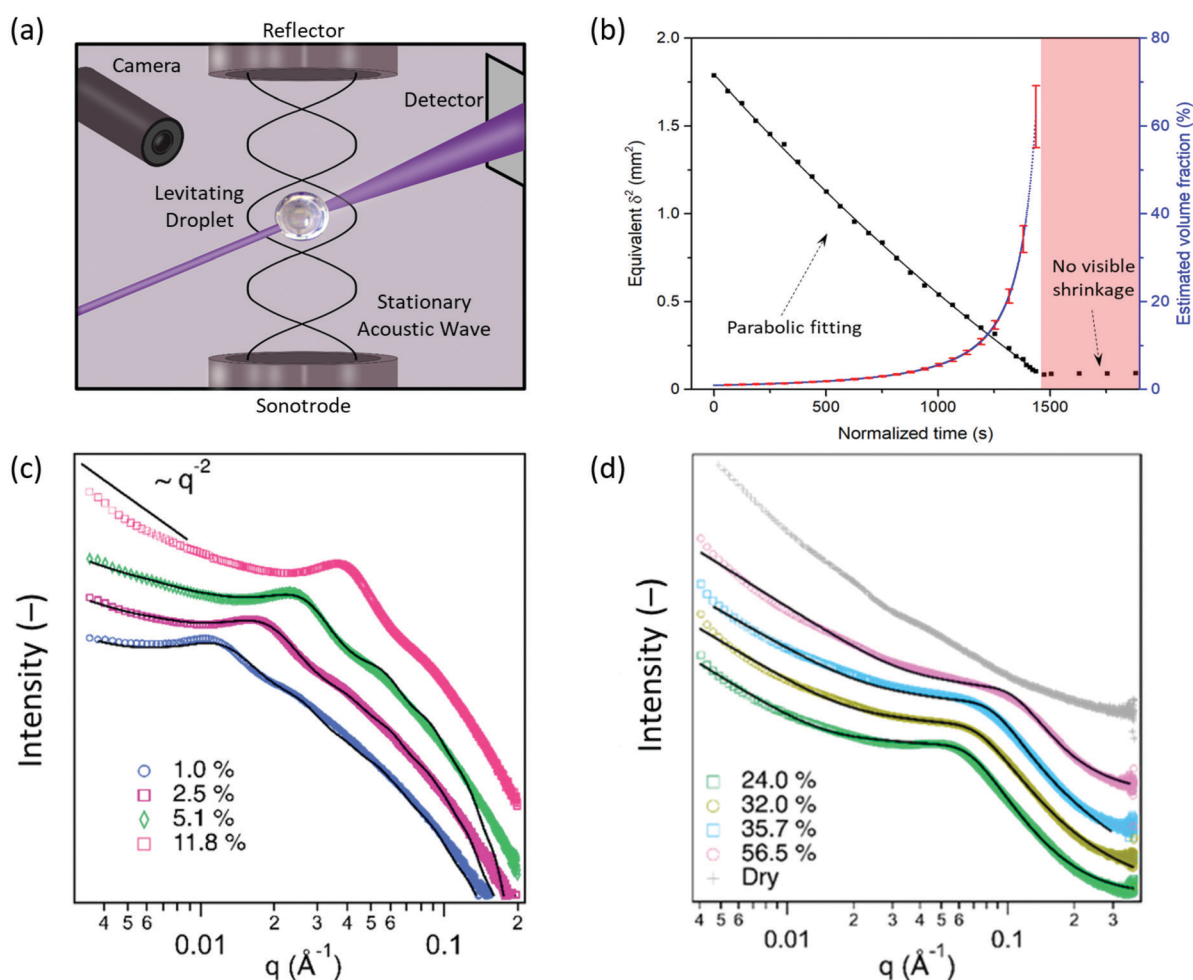 (a)
Reflector
Camera
Detector
Levitating
Droplet
Stationary
Acoustic Wave
Sonotrode
(b)
2.0
1.5
1.0
0.5
0
Equivalent δ² (mm²)
80
60
40
20
0
Estimated volume fraction (%)
No visible
shrinkage
Parabolic fitting
0 500 1000 1500
Normalized time (s)
(c)
~ q⁻²
Intensity (–)
1.0 %
2.5 %
5.1 %
11.8 %
4 5 6 2 3 4 5 6 2
0.01 0.1
q (Å⁻¹)
(d)
Intensity (–)
24.0 %
32.0 %
35.7 %
56.5 %
Dry
4 5 6 2 3 4 5 6 2 3
0.01 0.1
q (Å⁻¹)